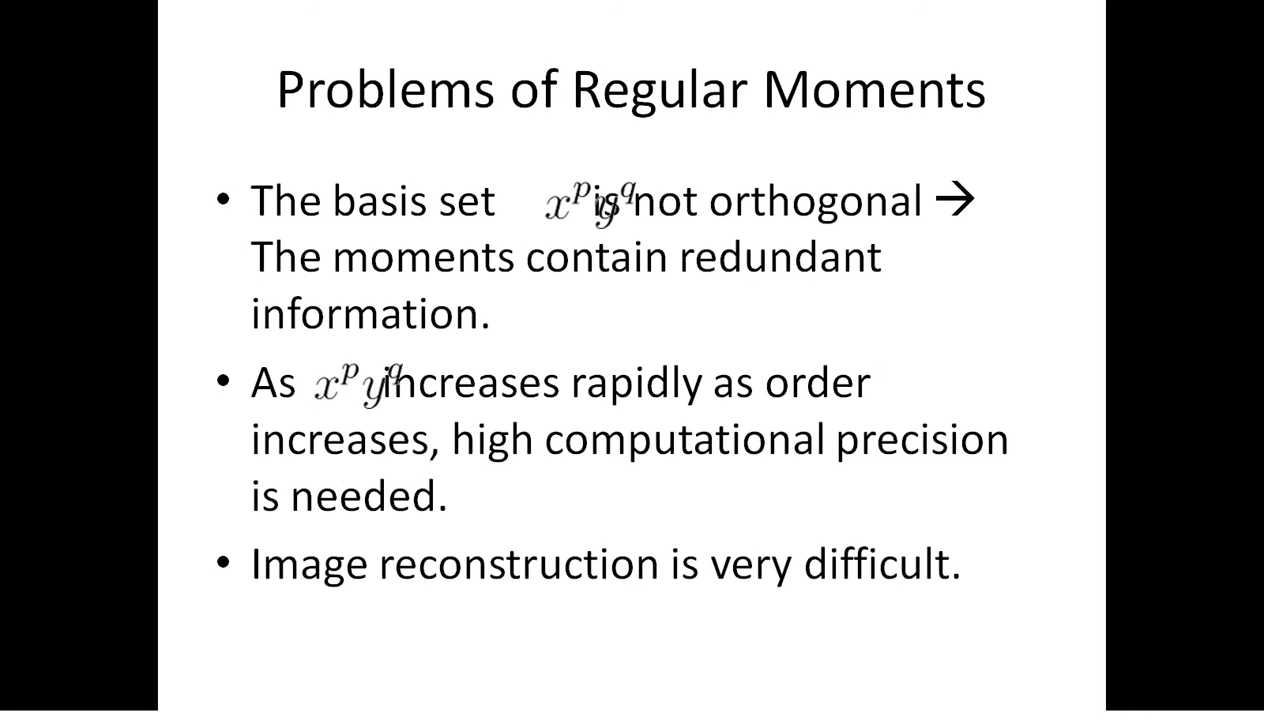 Problems of Regular Moments
• The basis set x^p y^q is not orthogonal →
The moments contain redundant
information.
• As x^p y^q increases rapidly as order
increases, high computational precision
is needed.
• Image reconstruction is very difficult.